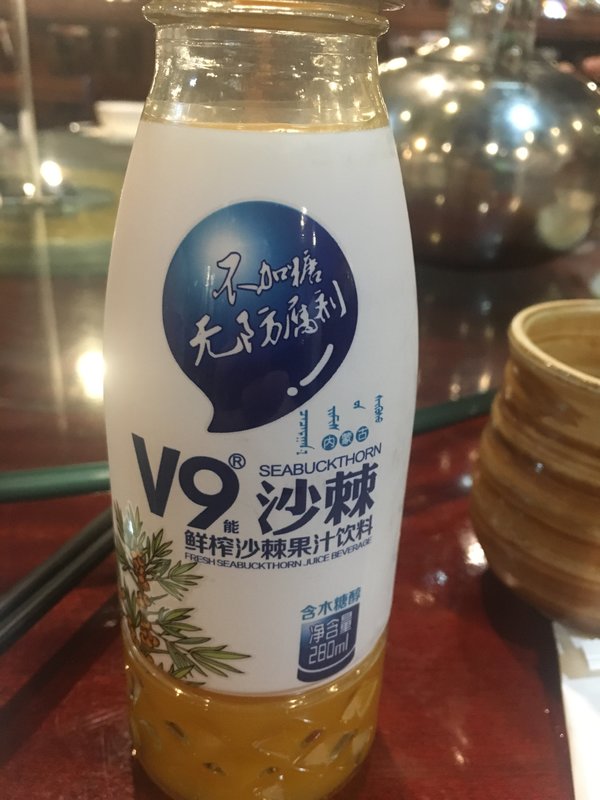 不加糖
无防腐剂
内蒙古
SEABUCKTHORN
V9®能 沙棘
鲜榨沙棘果汁饮料
FRESH SEABUCKTHORN JUICE BEVERAGE
含木糖醇
净含量
280ml